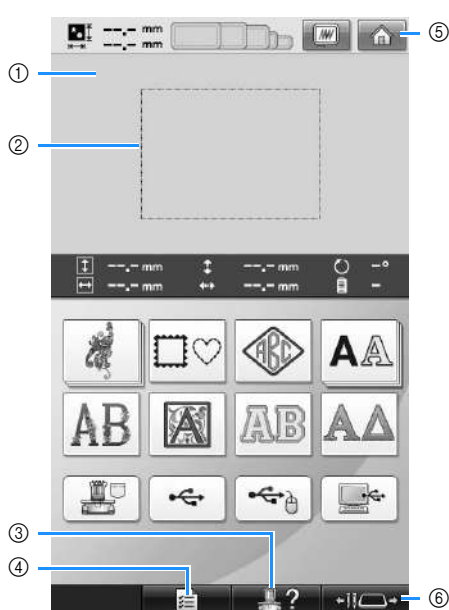 --.- mm
--.- mm
⑤
①
②
--.- mm --.- mm -°
--.- mm --.- mm -
ABC AA
AB A AB AΔ
③
④
? ⑥